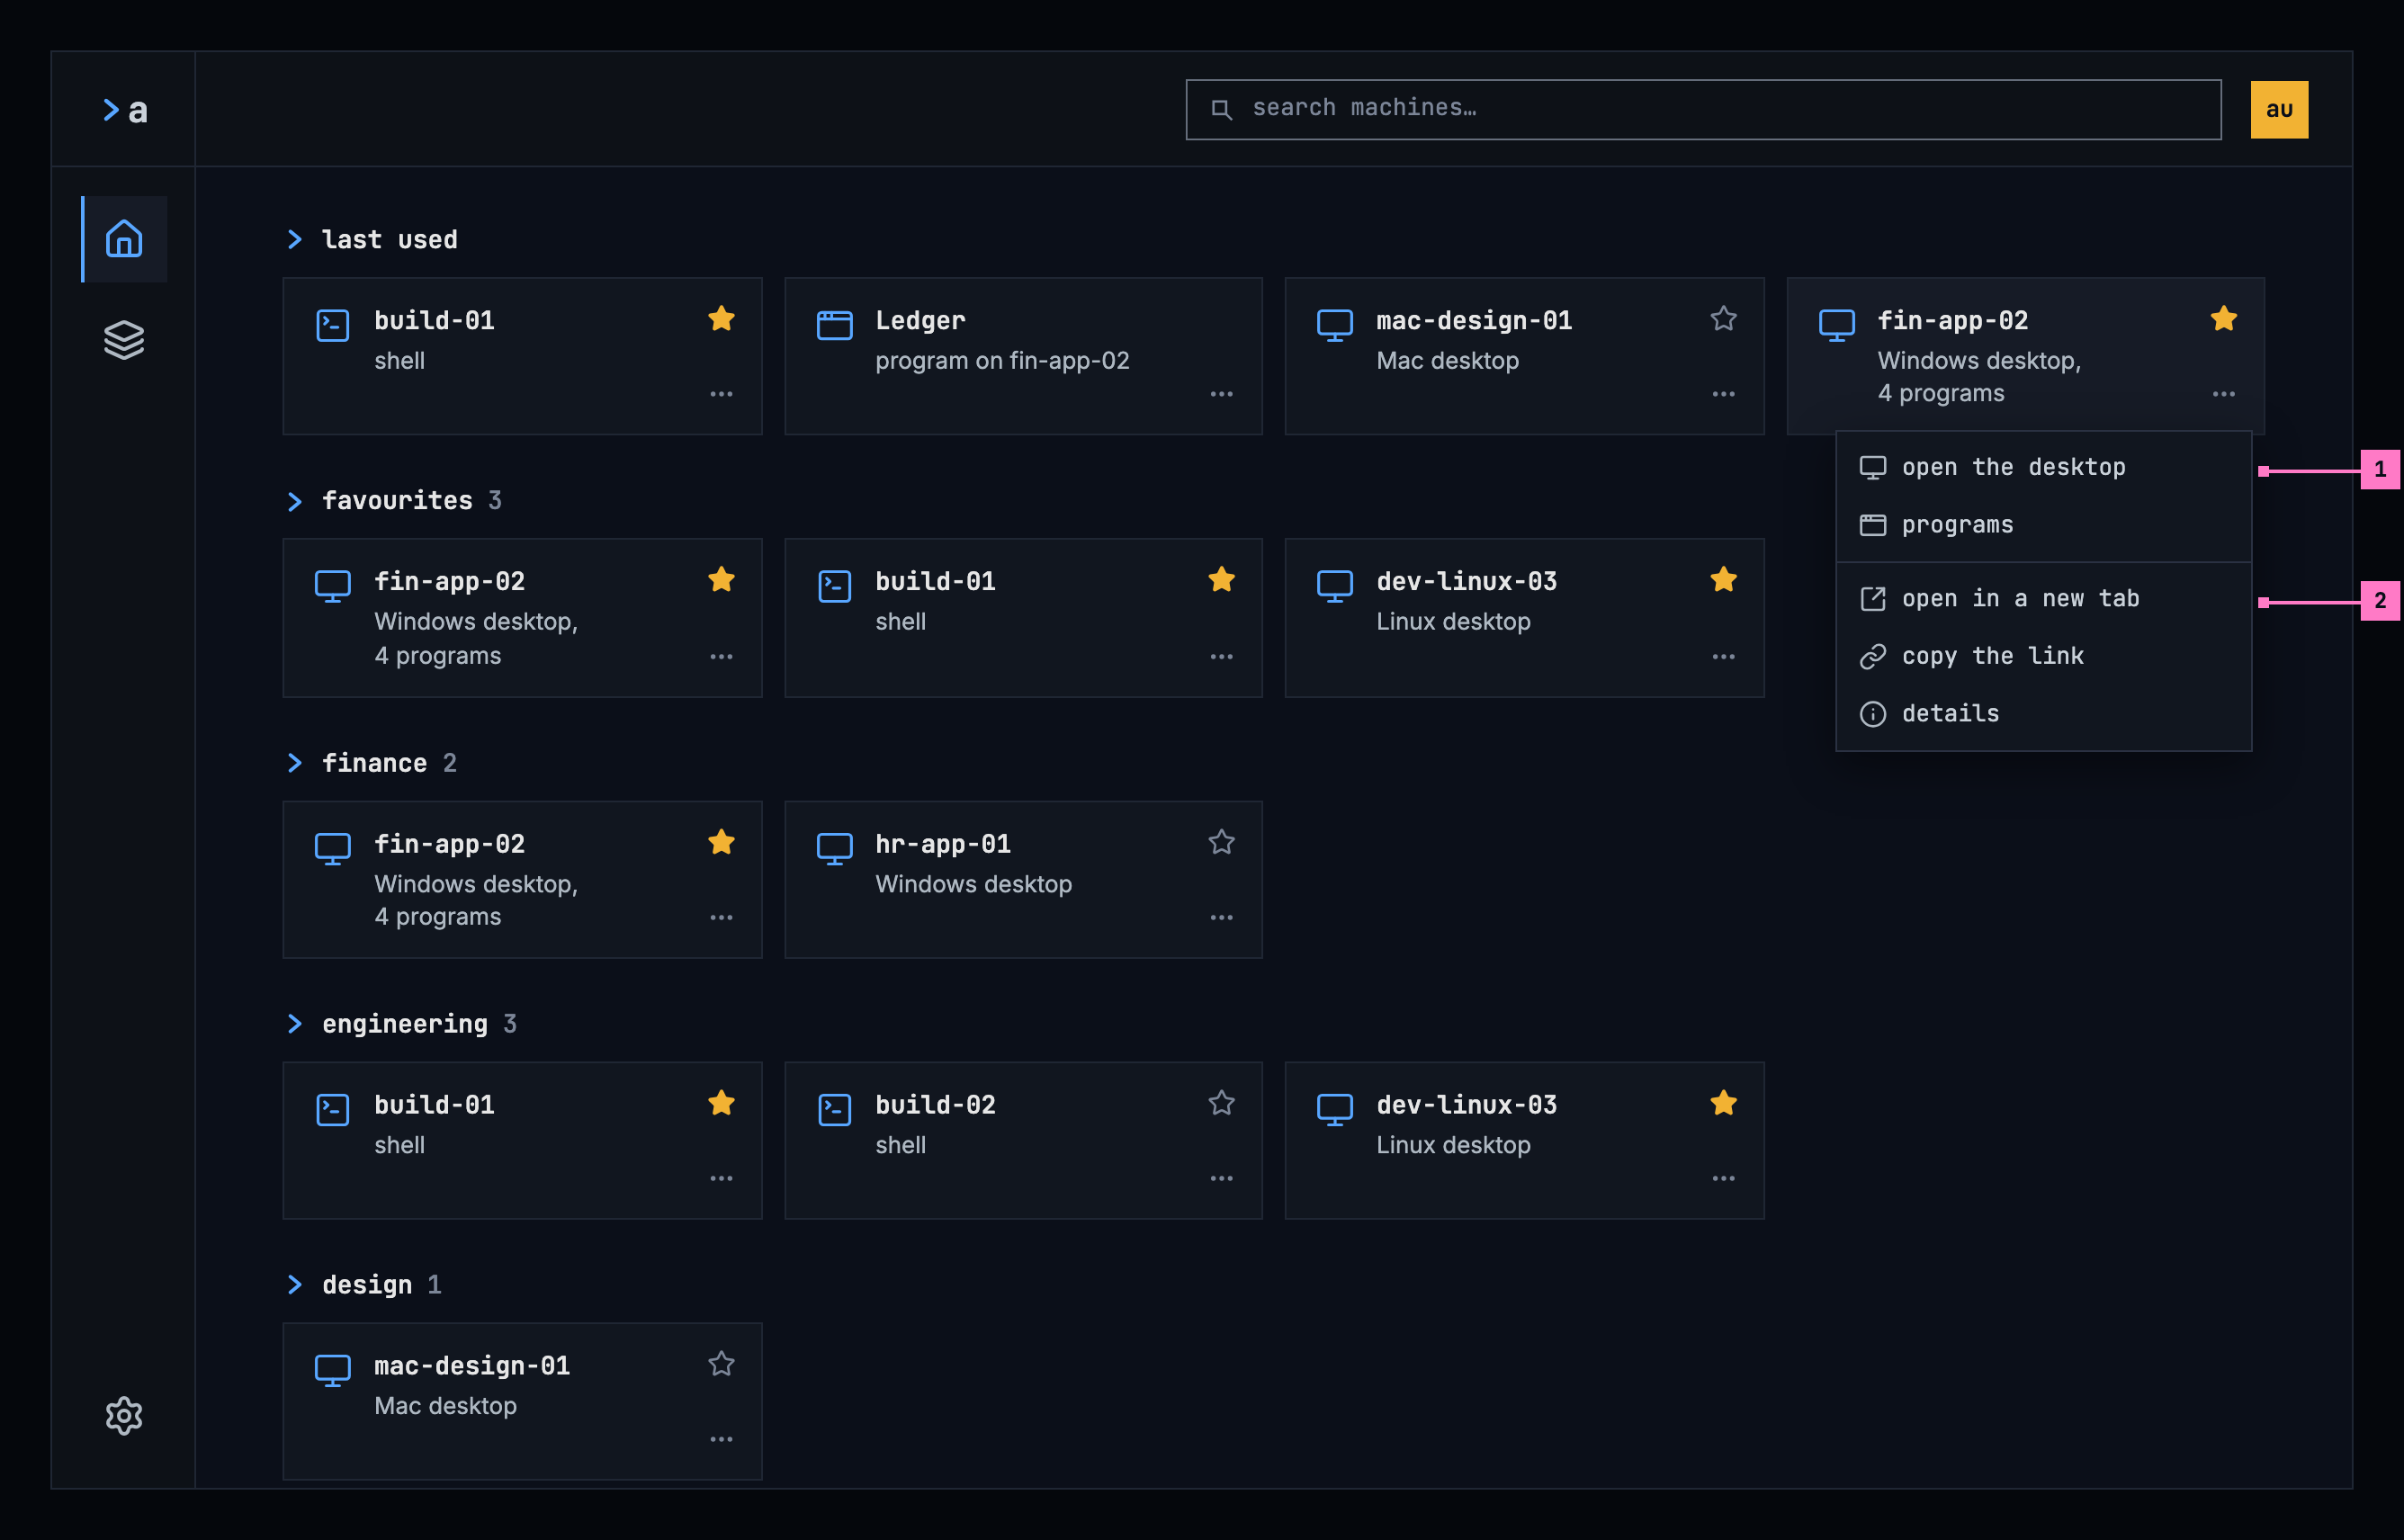 >a
search machines…
au
last used
build-01
shell
Ledger
program on fin-app-02
mac-design-01
Mac desktop
fin-app-02
Windows desktop,
4 programs
open the desktop
1
programs
open in a new tab
2
copy the link
details
favourites 3
fin-app-02
Windows desktop,
4 programs
build-01
shell
dev-linux-03
Linux desktop
finance 2
fin-app-02
Windows desktop,
4 programs
hr-app-01
Windows desktop
engineering 3
build-01
shell
build-02
shell
dev-linux-03
Linux desktop
design 1
mac-design-01
Mac desktop